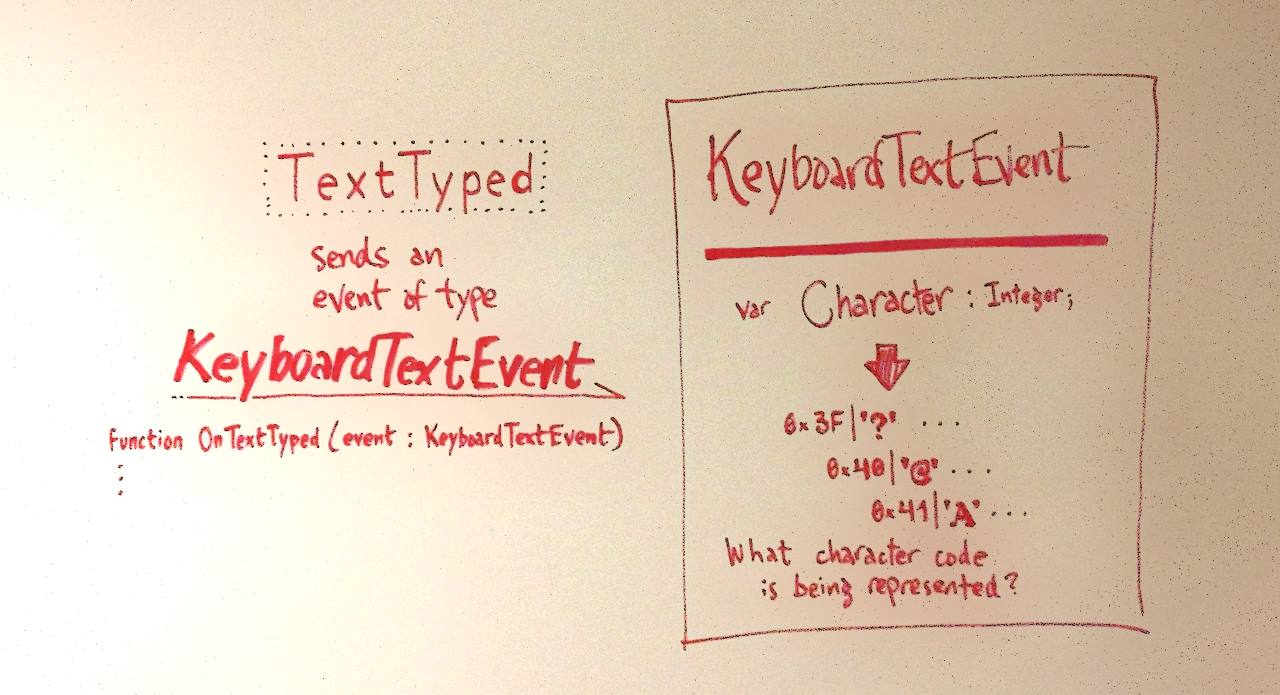 TextTyped
sends an
event of type
KeyboardTextEvent
function OnTextTyped (event : KeyboardTextEvent)
⋮
KeyboardTextEvent
var Character : Integer;
0x3F|'?' ...
0x40|'@' ...
0x41|'A' ...
What character code
is being represented?